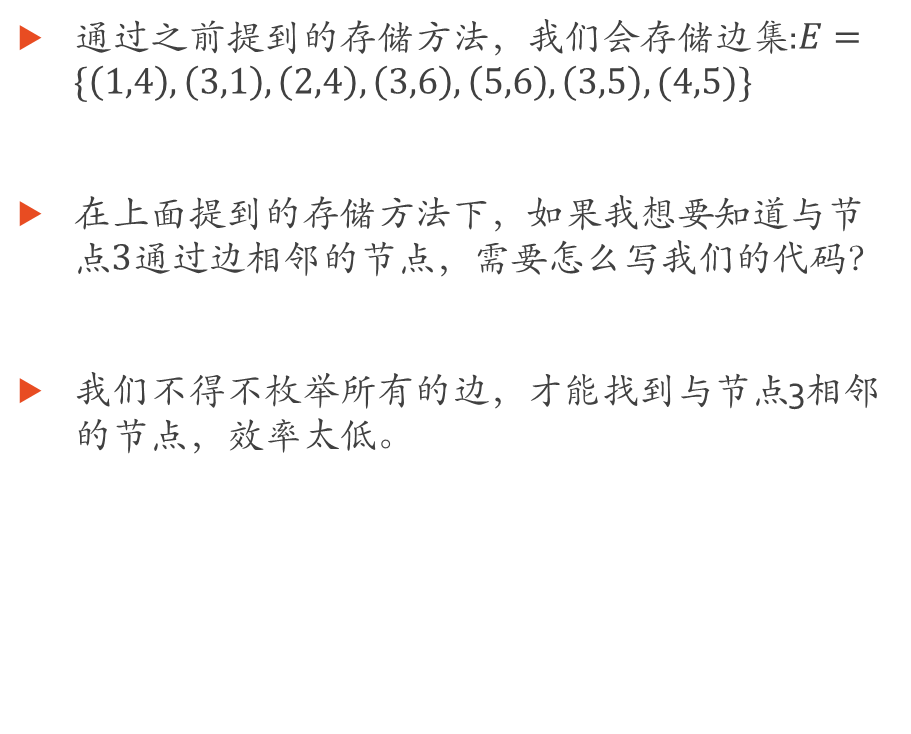 通过之前提到的存储方法，我们会存储边集:E =
{(1,4), (3,1), (2,4), (3,6), (5,6), (3,5), (4,5)}
在上面提到的存储方法下，如果我想要知道与节
点3通过边相邻的节点，需要怎么写我们的代码?
我们不得不枚举所有的边，才能找到与节点3相邻
的节点，效率太低。